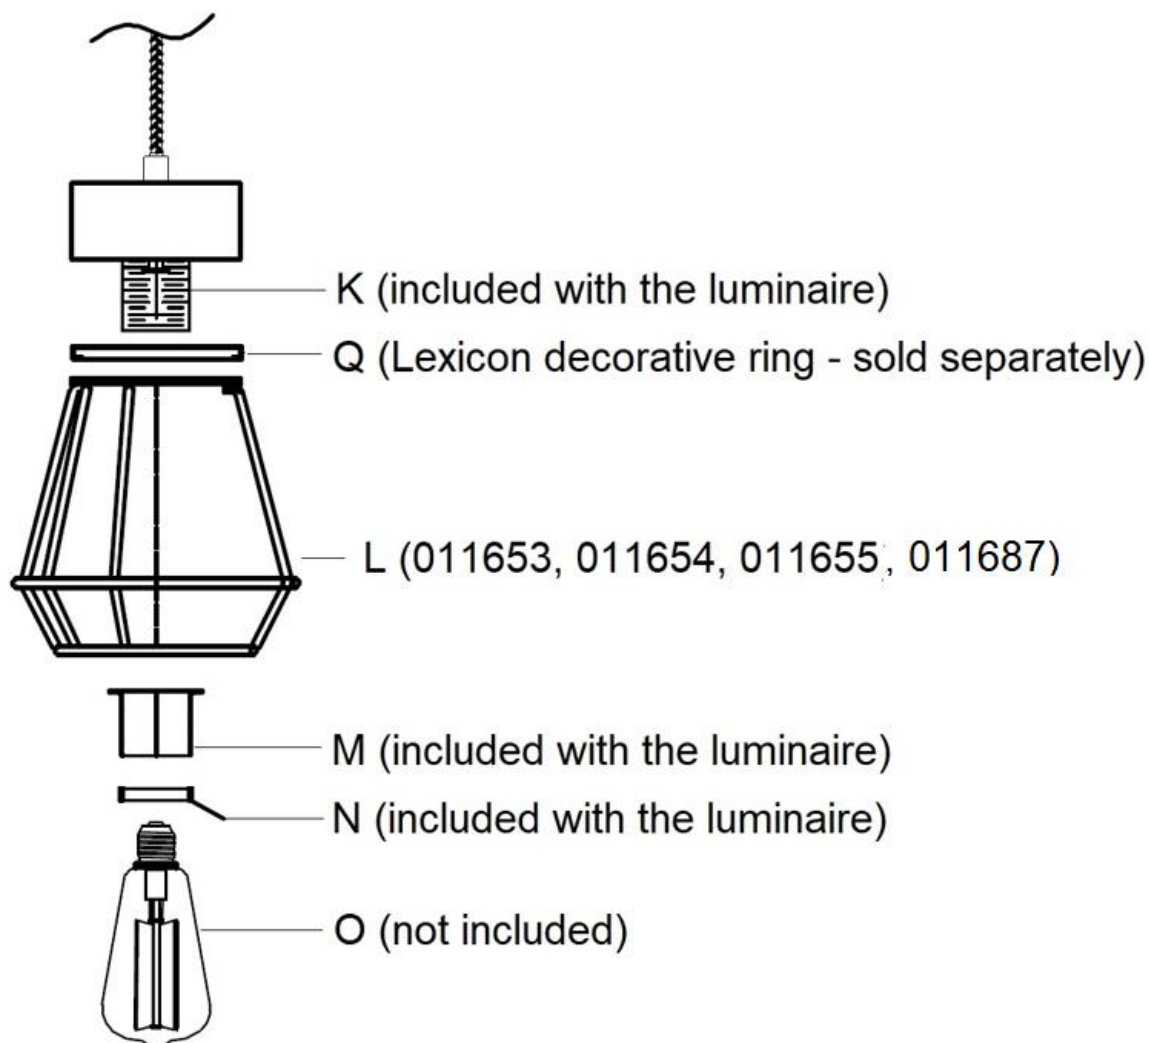 K (included with the luminaire)
Q (Lexicon decorative ring - sold separately)
L (011653, 011654, 011655, 011687)
M (included with the luminaire)
N (included with the luminaire)
O (not included)